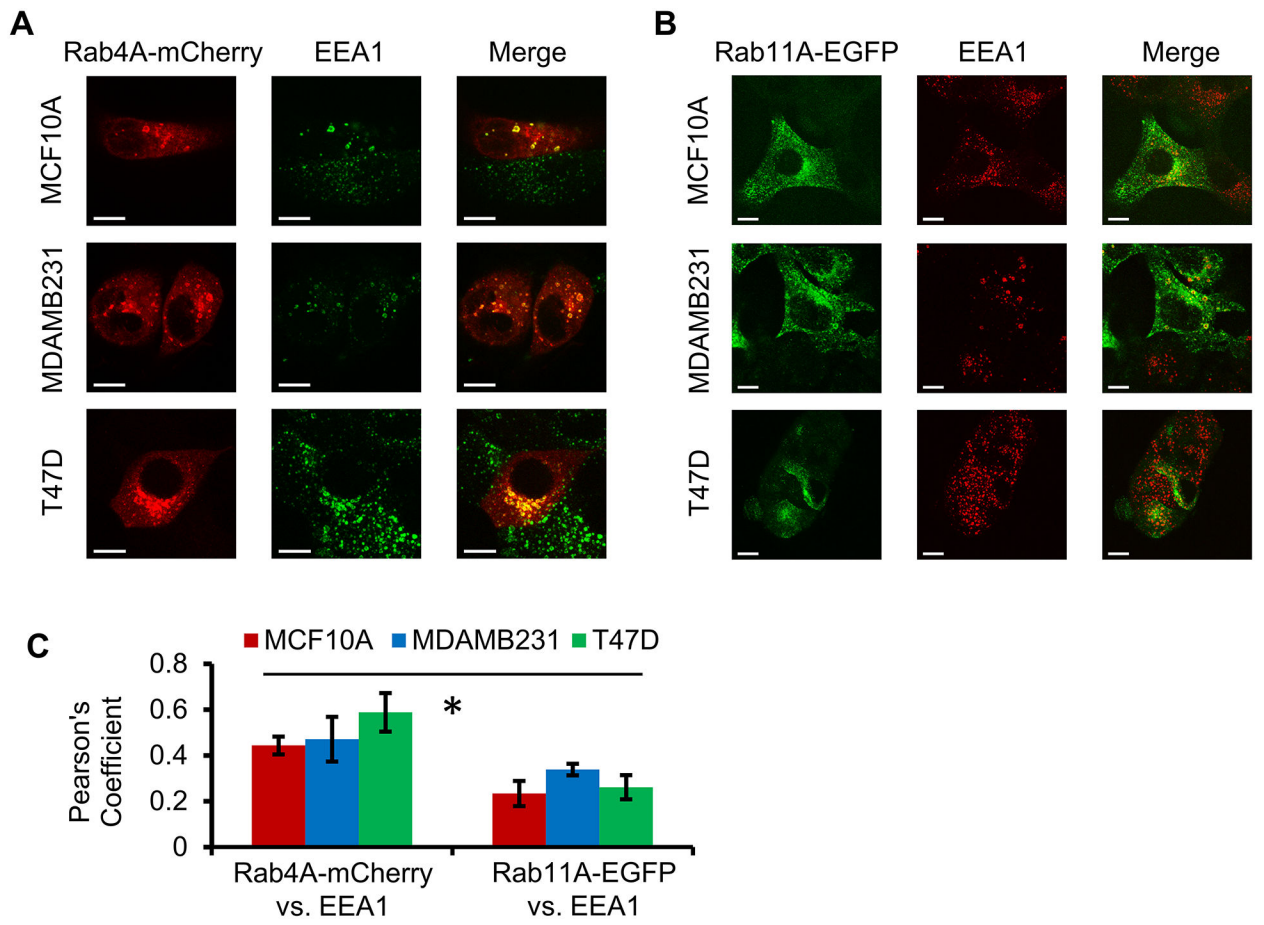 A
Rab4A-mCherry EEA1 Merge
MCF10A
MDAMB231
T47D
B
Rab11A-EGFP EEA1 Merge
MCF10A
MDAMB231
T47D
C
MCF10A MDAMB231 T47D
Pearson's
Coefficient
0.8
0.6
0.4
0.2
0
*
Rab4A-mCherry
vs. EEA1
Rab11A-EGFP
vs. EEA1